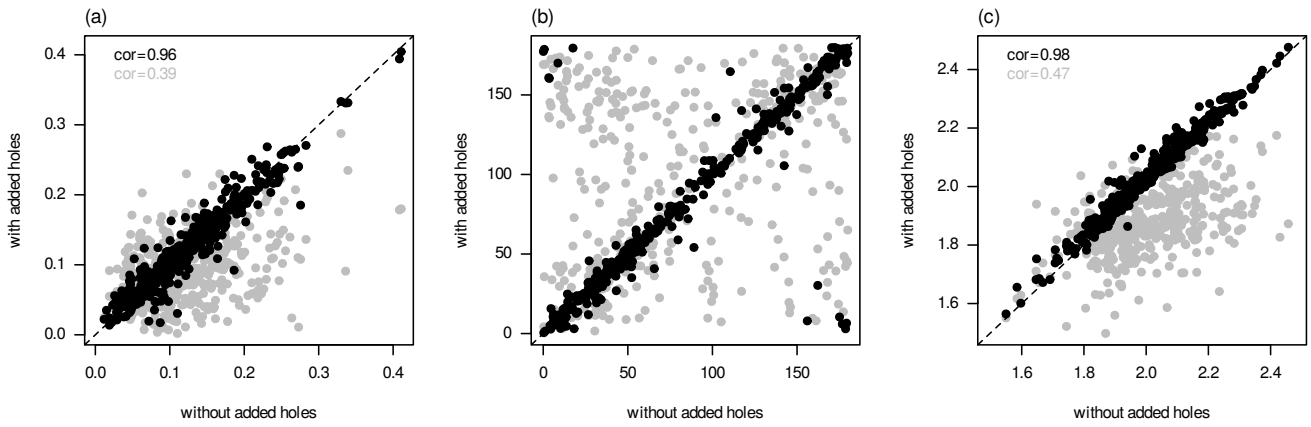 (a)
cor=0.96
cor=0.39
0.4
0.3
0.2
0.1
0.0
with added holes
0.0 0.1 0.2 0.3 0.4
without added holes
(b)
150
100
50
0
with added holes
0 50 100 150
without added holes
(c)
cor=0.98
cor=0.47
2.4
2.2
2.0
1.8
1.6
with added holes
1.6 1.8 2.0 2.2 2.4
without added holes